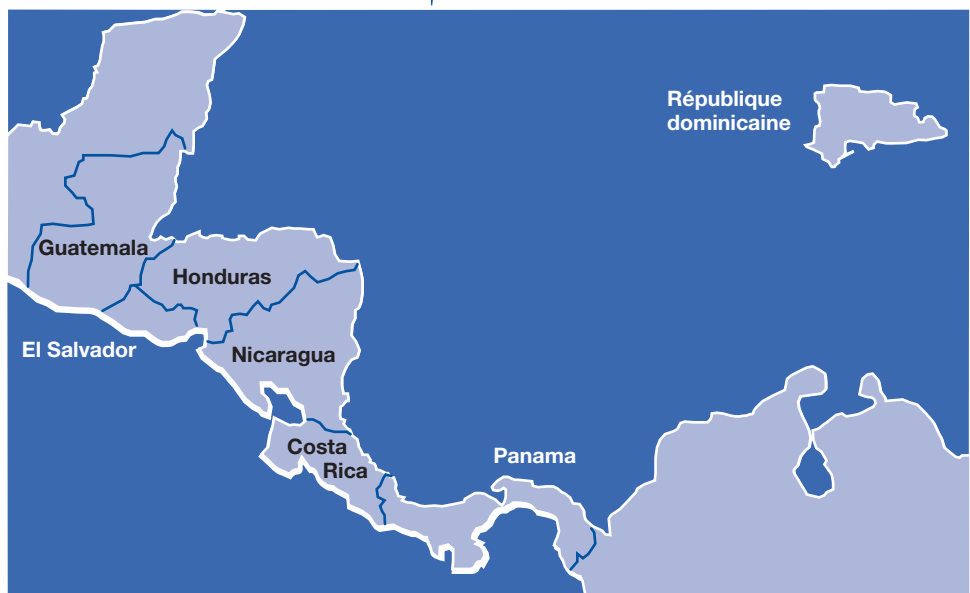 République
dominicaine
Guatemala
Honduras
El Salvador
Nicaragua
Costa
Rica
Panama